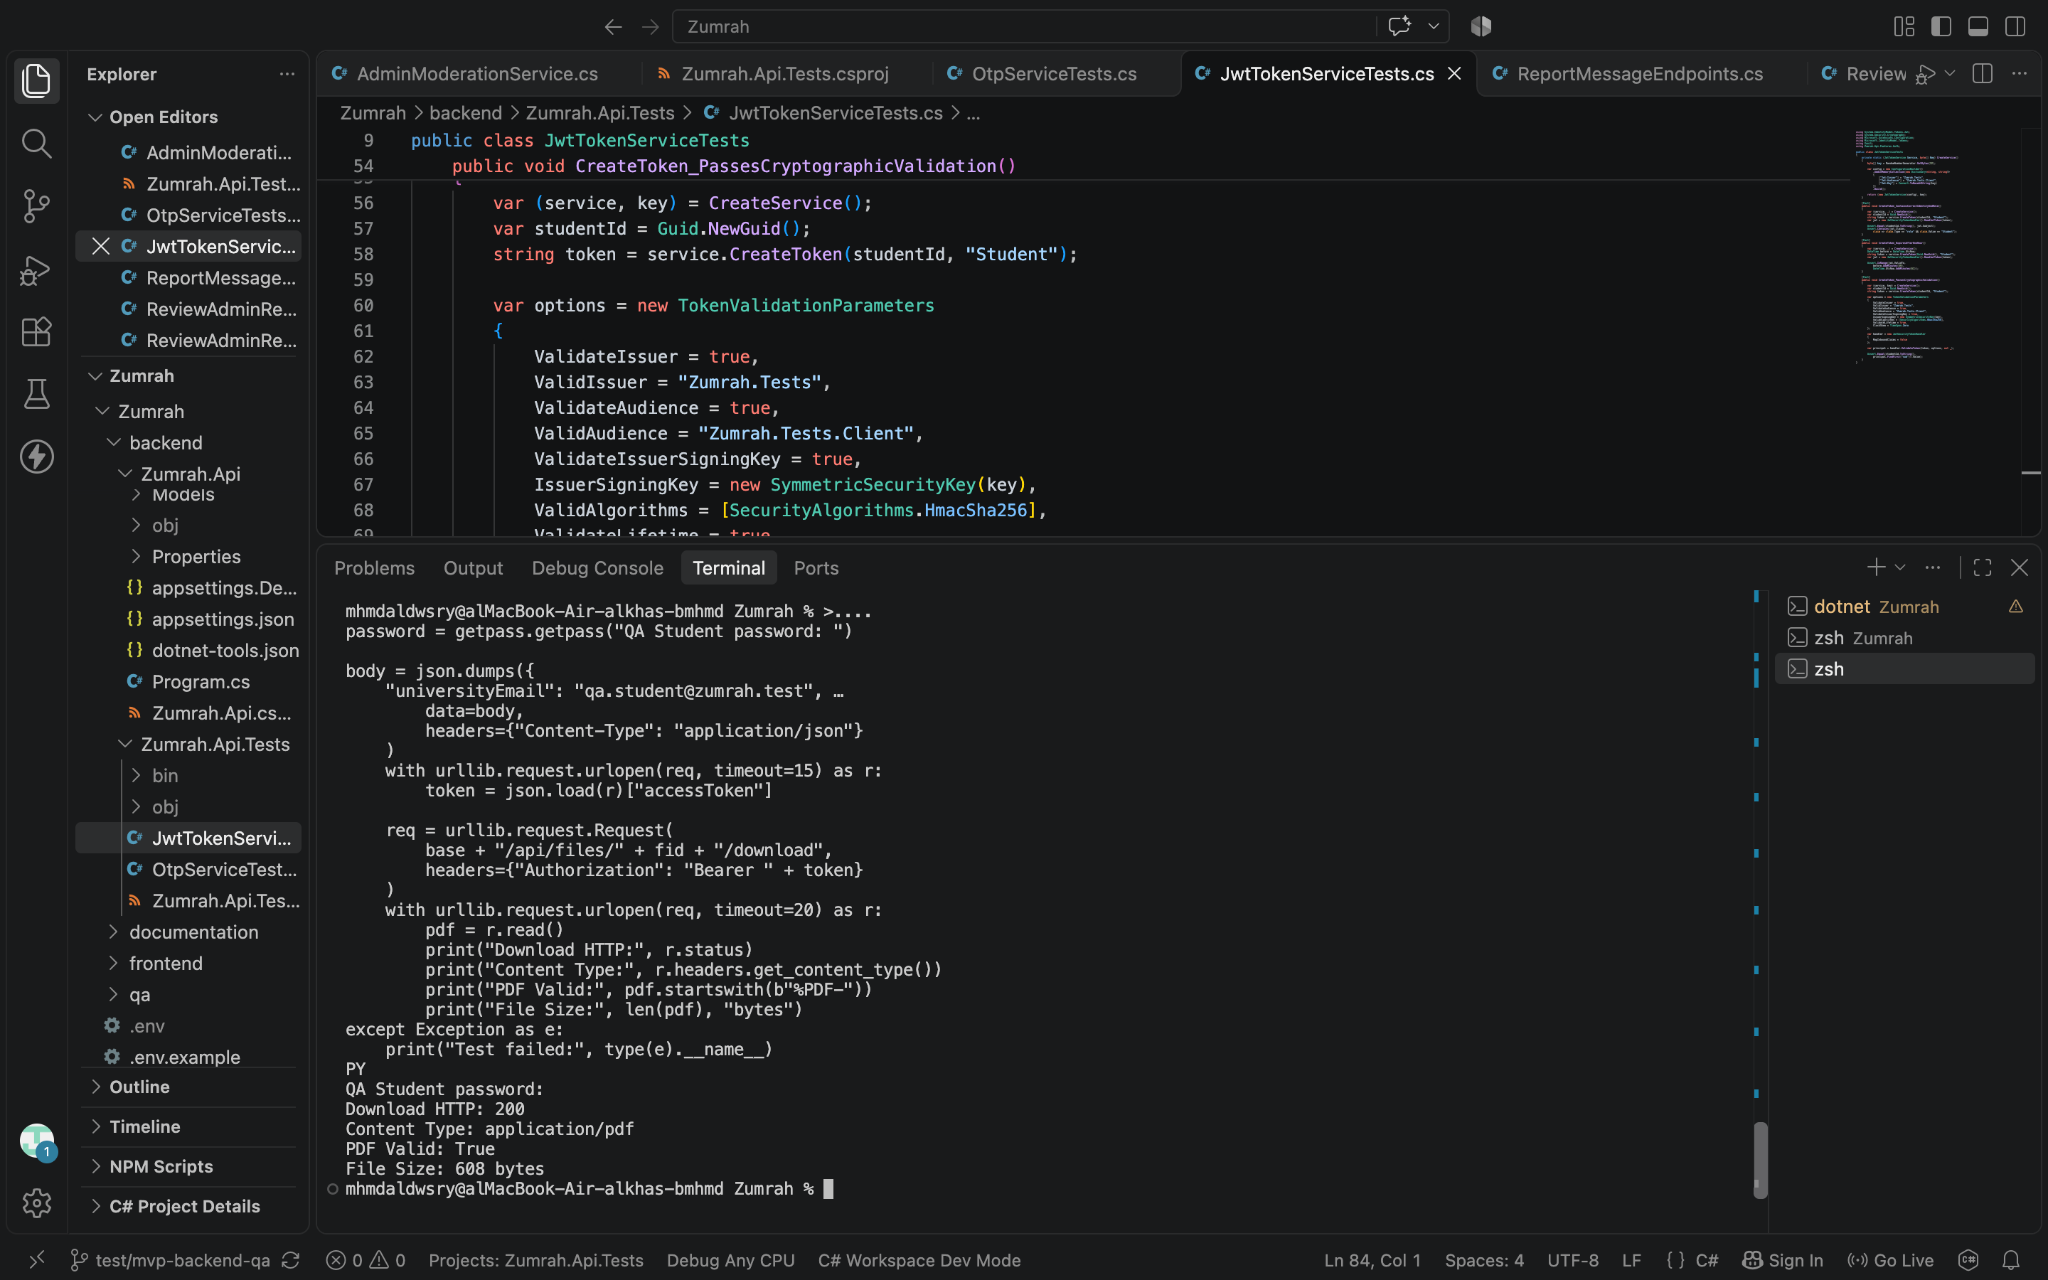 Zumrah
Explorer
Open Editors
AdminModerati...
Zumrah.Api.Test...
OtpServiceTests...
JwtTokenServic...
ReportMessage...
ReviewAdminRe...
ReviewAdminRe...
Zumrah
Zumrah
backend
Zumrah.Api
Models
obj
Properties
appsettings.De...
appsettings.json
dotnet-tools.json
Program.cs
Zumrah.Api.cs...
Zumrah.Api.Tests
bin
obj
JwtTokenServi...
OtpServiceTest...
Zumrah.Api.Tes...
documentation
frontend
qa
.env
.env.example
Outline
Timeline
NPM Scripts
C# Project Details
AdminModerationService.cs
Zumrah.Api.Tests.csproj
OtpServiceTests.cs
JwtTokenServiceTests.cs
ReportMessageEndpoints.cs
Review
Zumrah > backend > Zumrah.Api.Tests > JwtTokenServiceTests.cs > ...
9 public class JwtTokenServiceTests
54 public void CreateToken_PassesCryptographicValidation()
56 var (service, key) = CreateService();
57 var studentId = Guid.NewGuid();
58 string token = service.CreateToken(studentId, "Student");
59
60 var options = new TokenValidationParameters
61 {
62 ValidateIssuer = true,
63 ValidIssuer = "Zumrah.Tests",
64 ValidateAudience = true,
65 ValidAudience = "Zumrah.Tests.Client",
66 ValidateIssuerSigningKey = true,
67 IssuerSigningKey = new SymmetricSecurityKey(key),
68 ValidAlgorithms = [SecurityAlgorithms.HmacSha256],
69 ValidateLifetime = true
Problems Output Debug Console Terminal Ports
mhmdaldwsry@alMacBook-Air-alkhas-bmhmd Zumrah % >....
password = getpass.getpass("QA Student password: ")
body = json.dumps({
"universityEmail": "qa.student@zumrah.test", …
data=body,
headers={"Content-Type": "application/json"}
)
with urllib.request.urlopen(req, timeout=15) as r:
token = json.load(r)["accessToken"]
req = urllib.request.Request(
base + "/api/files/" + fid + "/download",
headers={"Authorization": "Bearer " + token}
)
with urllib.request.urlopen(req, timeout=20) as r:
pdf = r.read()
print("Download HTTP:", r.status)
print("Content Type:", r.headers.get_content_type())
print("PDF Valid:", pdf.startswith(b"%PDF-"))
print("File Size:", len(pdf), "bytes")
except Exception as e:
print("Test failed:", type(e).__name__)
PY
QA Student password:
Download HTTP: 200
Content Type: application/pdf
PDF Valid: True
File Size: 608 bytes
mhmdaldwsry@alMacBook-Air-alkhas-bmhmd Zumrah %
dotnet Zumrah
zsh Zumrah
zsh
1
test/mvp-backend-qa 0 0 Projects: Zumrah.Api.Tests Debug Any CPU C# Workspace Dev Mode Ln 84, Col 1 Spaces: 4 UTF-8 LF {} C# Sign In Go Live